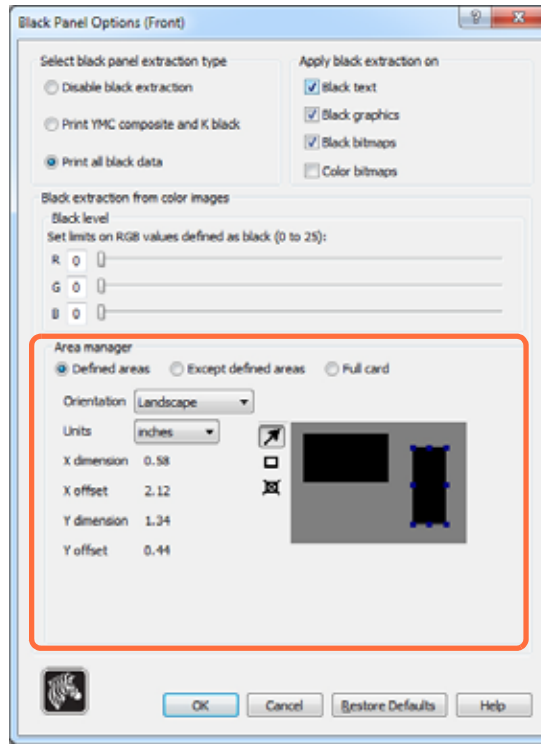 Black Panel Options (Front)
Select black panel extraction type
Disable black extraction
Print YMC composite and K black
Print all black data
Apply black extraction on
Black text
Black graphics
Black bitmaps
Color bitmaps
Black extraction from color images
Black level
Set limits on RGB values defined as black (0 to 25):
R 0
G 0
B 0
Area manager
Defined areas Except defined areas Full card
Orientation Landscape
Units inches
X dimension 0.58
X offset 2.12
Y dimension 1.34
Y offset 0.44
OK Cancel Restore Defaults Help